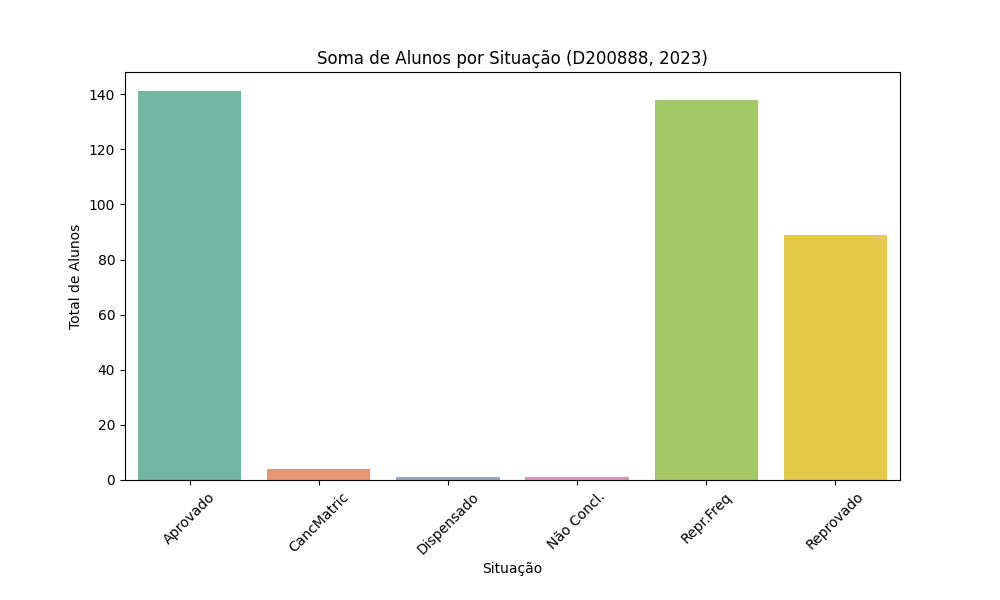 Soma de Alunos por Situação (D200888, 2023)
Total de Alunos
140
120
100
80
60
40
20
0
Aprovado
CancMatric
Dispensado
Não Concl.
Repr.Freq
Reprovado
Situação